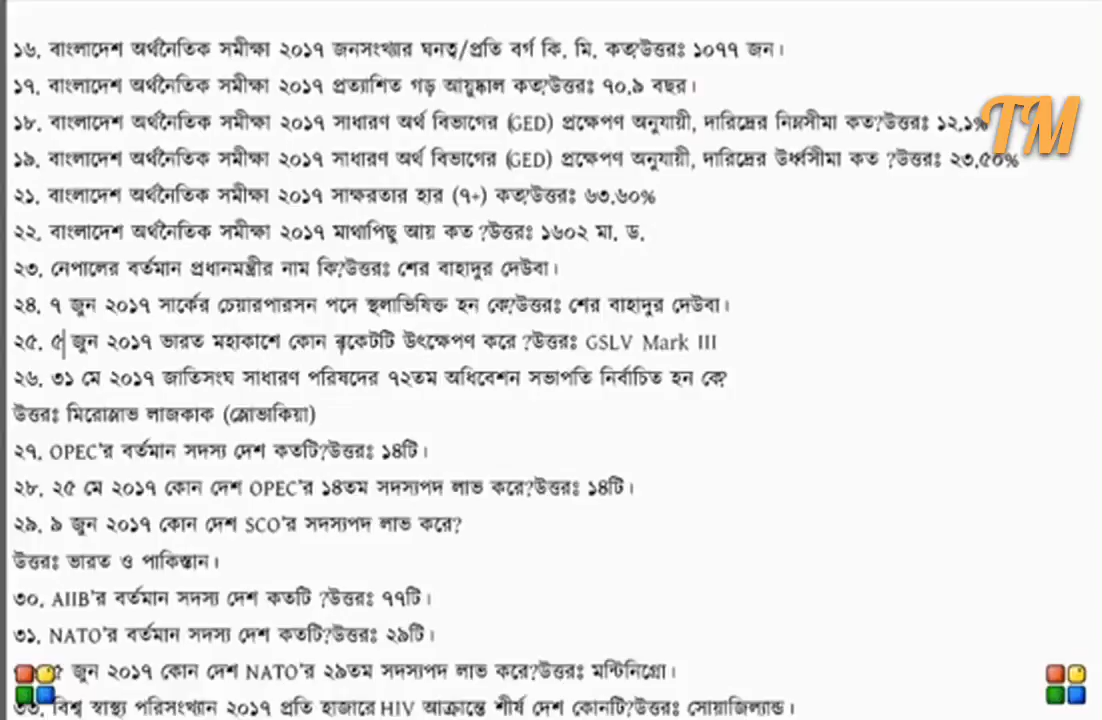 ১৬. বাংলাদেশ অর্থনৈতিক সমীক্ষা ২০১৭ জনসংখ্যার ঘনত্ব/প্রতি বর্গ কি. মি. কত?উত্তরঃ ১০৭৭ জন।
১৭. বাংলাদেশ অর্থনৈতিক সমীক্ষা ২০১৭ প্রত্যাশিত গড় আয়ুষ্কাল কত?উত্তরঃ ৭০.৯ বছর।
১৮. বাংলাদেশ অর্থনৈতিক সমীক্ষা ২০১৭ সাধারণ অর্থ বিভাগের (GED) প্রক্ষেপণ অনুযায়ী, দারিদ্রের নিম্নসীমা কত?উত্তরঃ ১২.১%
TM
১৯. বাংলাদেশ অর্থনৈতিক সমীক্ষা ২০১৭ সাধারণ অর্থ বিভাগের (GED) প্রক্ষেপণ অনুযায়ী, দারিদ্রের উর্ধ্বসীমা কত ?উত্তরঃ ২৩.৫০%
২১. বাংলাদেশ অর্থনৈতিক সমীক্ষা ২০১৭ সাক্ষরতার হার (৭+) কত?উত্তরঃ ৬৩.৬০%
২২. বাংলাদেশ অর্থনৈতিক সমীক্ষা ২০১৭ মাথাপিছু আয় কত ?উত্তরঃ ১৬০২ মা. ড.
২৩. নেপালের বর্তমান প্রধানমন্ত্রীর নাম কি?উত্তরঃ শের বাহাদুর দেউবা।
২৪. ৭ জুন ২০১৭ সার্কের চেয়ারপারসন পদে স্থলাভিষিক্ত হন কে?উত্তরঃ শের বাহাদুর দেউবা।
২৫. ৫ জুন ২০১৭ ভারত মহাকাশে কোন রকেটটি উৎক্ষেপণ করে ?উত্তরঃ GSLV Mark III
২৬. ৩১ মে ২০১৭ জাতিসংঘ সাধারণ পরিষদের ৭২তম অধিবেশন সভাপতি নির্বাচিত হন কে?
উত্তরঃ মিরোস্লাভ লাজকাক (স্লোভাকিয়া)
২৭. OPEC'র বর্তমান সদস্য দেশ কতটি?উত্তরঃ ১৪টি।
২৮. ২৫ মে ২০১৭ কোন দেশ OPEC'র ১৪তম সদস্যপদ লাভ করে?উত্তরঃ ১৪টি।
২৯. ৯ জুন ২০১৭ কোন দেশ SCO'র সদস্যপদ লাভ করে?
উত্তরঃ ভারত ও পাকিস্তান।
৩০. AIIB'র বর্তমান সদস্য দেশ কতটি ?উত্তরঃ ৭৭টি।
৩১. NATO'র বর্তমান সদস্য দেশ কতটি?উত্তরঃ ২৯টি।
৫ জুন ২০১৭ কোন দেশ NATO'র ২৯তম সদস্যপদ লাভ করে?উত্তরঃ মন্টিনিগ্রো।
৩৩. বিশ্ব স্বাস্থ্য পরিসংখ্যান ২০১৭ প্রতি হাজারে HIV আক্রান্তে শীর্ষ দেশ কোনটি?উত্তরঃ সোয়াজিল্যান্ড।